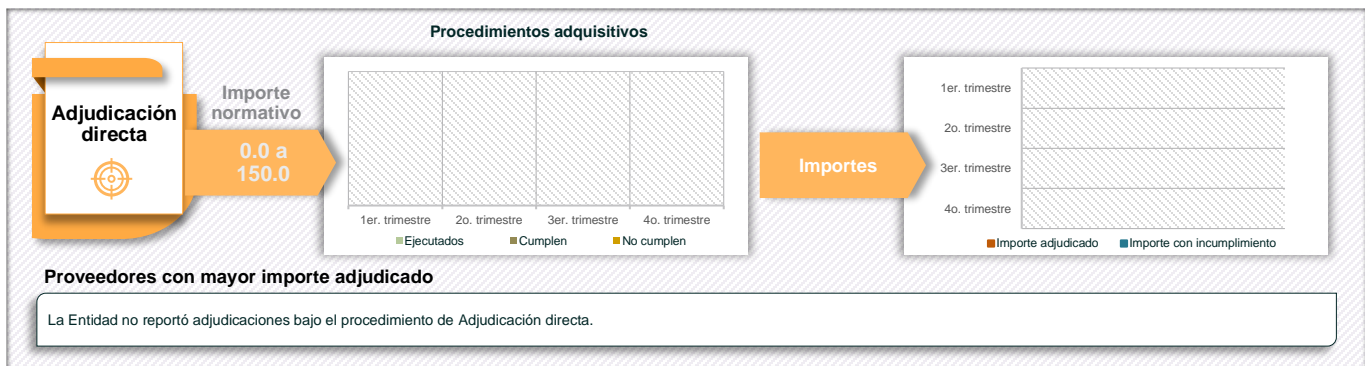 Procedimientos adquisitivos
Adjudicación
directa
Importe
normativo
0.0 a
150.0
1er. trimestre 2o. trimestre 3er. trimestre 4o. trimestre
Ejecutados Cumplen No cumplen
Importes
1er. trimestre
2o. trimestre
3er. trimestre
4o. trimestre
Importe adjudicado Importe con incumplimiento
Proveedores con mayor importe adjudicado
La Entidad no reportó adjudicaciones bajo el procedimiento de Adjudicación directa.